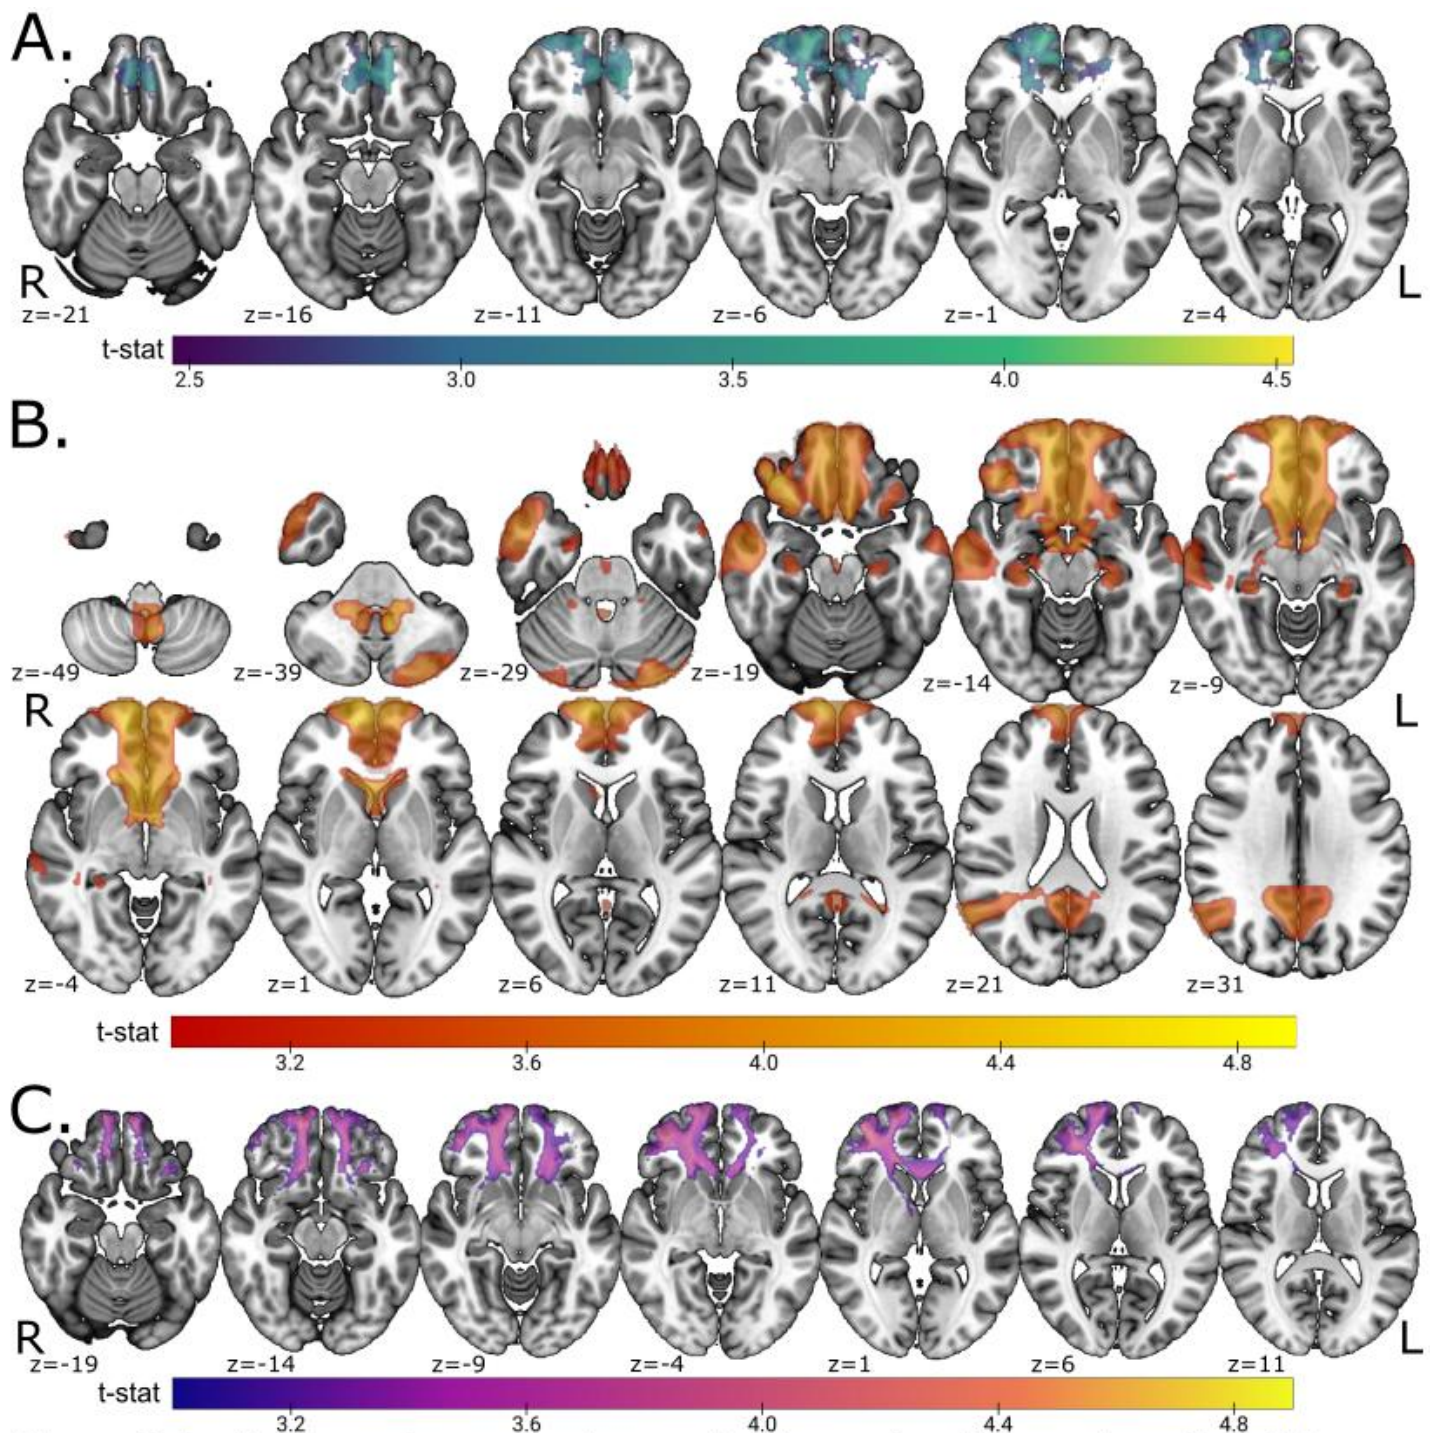 A.
R
L
z=-21 z=-16 z=-11 z=-6 z=-1 z=4
t-stat
2.5 3.0 3.5 4.0 4.5
B.
z=-49 z=-39 z=-29 z=-19 z=-14 z=-9
R
L
z=-4 z=1 z=6 z=11 z=21 z=31
t-stat
3.2 3.6 4.0 4.4 4.8
C.
R
L
z=-19 z=-14 z=-9 z=-4 z=1 z=6 z=11
t-stat
3.2 3.6 4.0 4.4 4.8